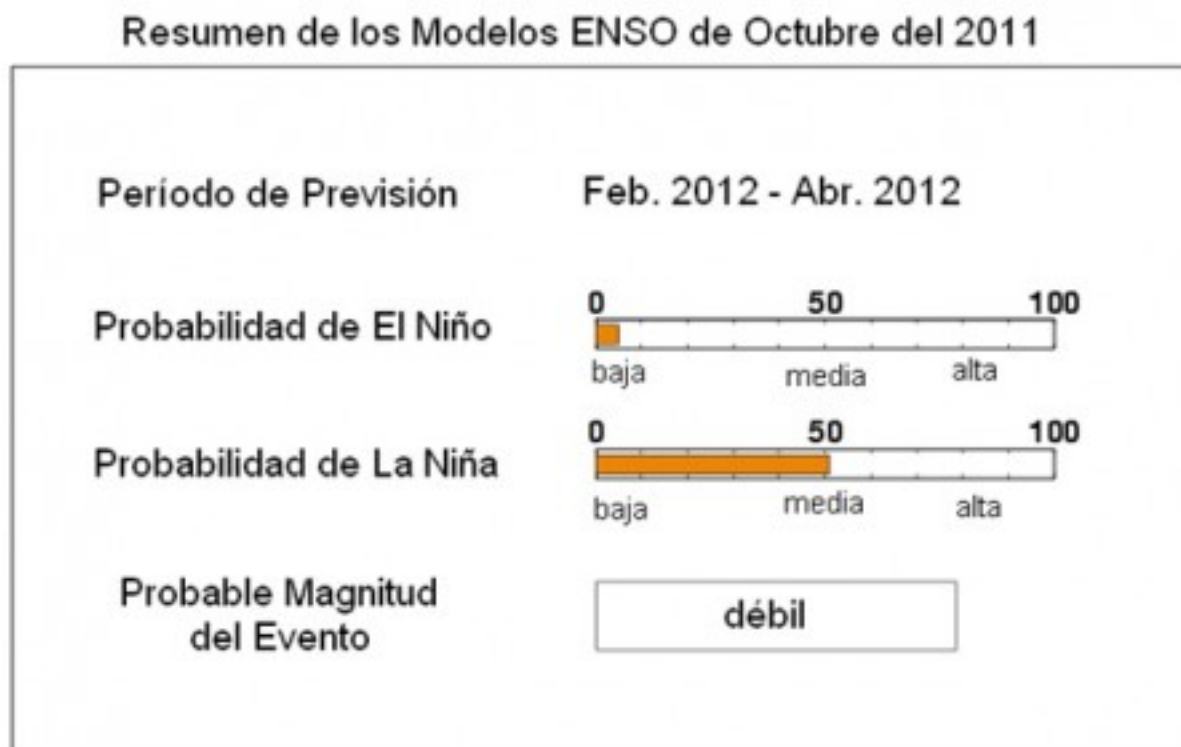 Resumen de los Modelos ENSO de Octubre del 2011
Período de Previsión
Feb. 2012 - Abr. 2012
Probabilidad de El Niño
0 50 100
baja media alta
Probabilidad de La Niña
0 50 100
baja media alta
Probable Magnitud
del Evento
débil